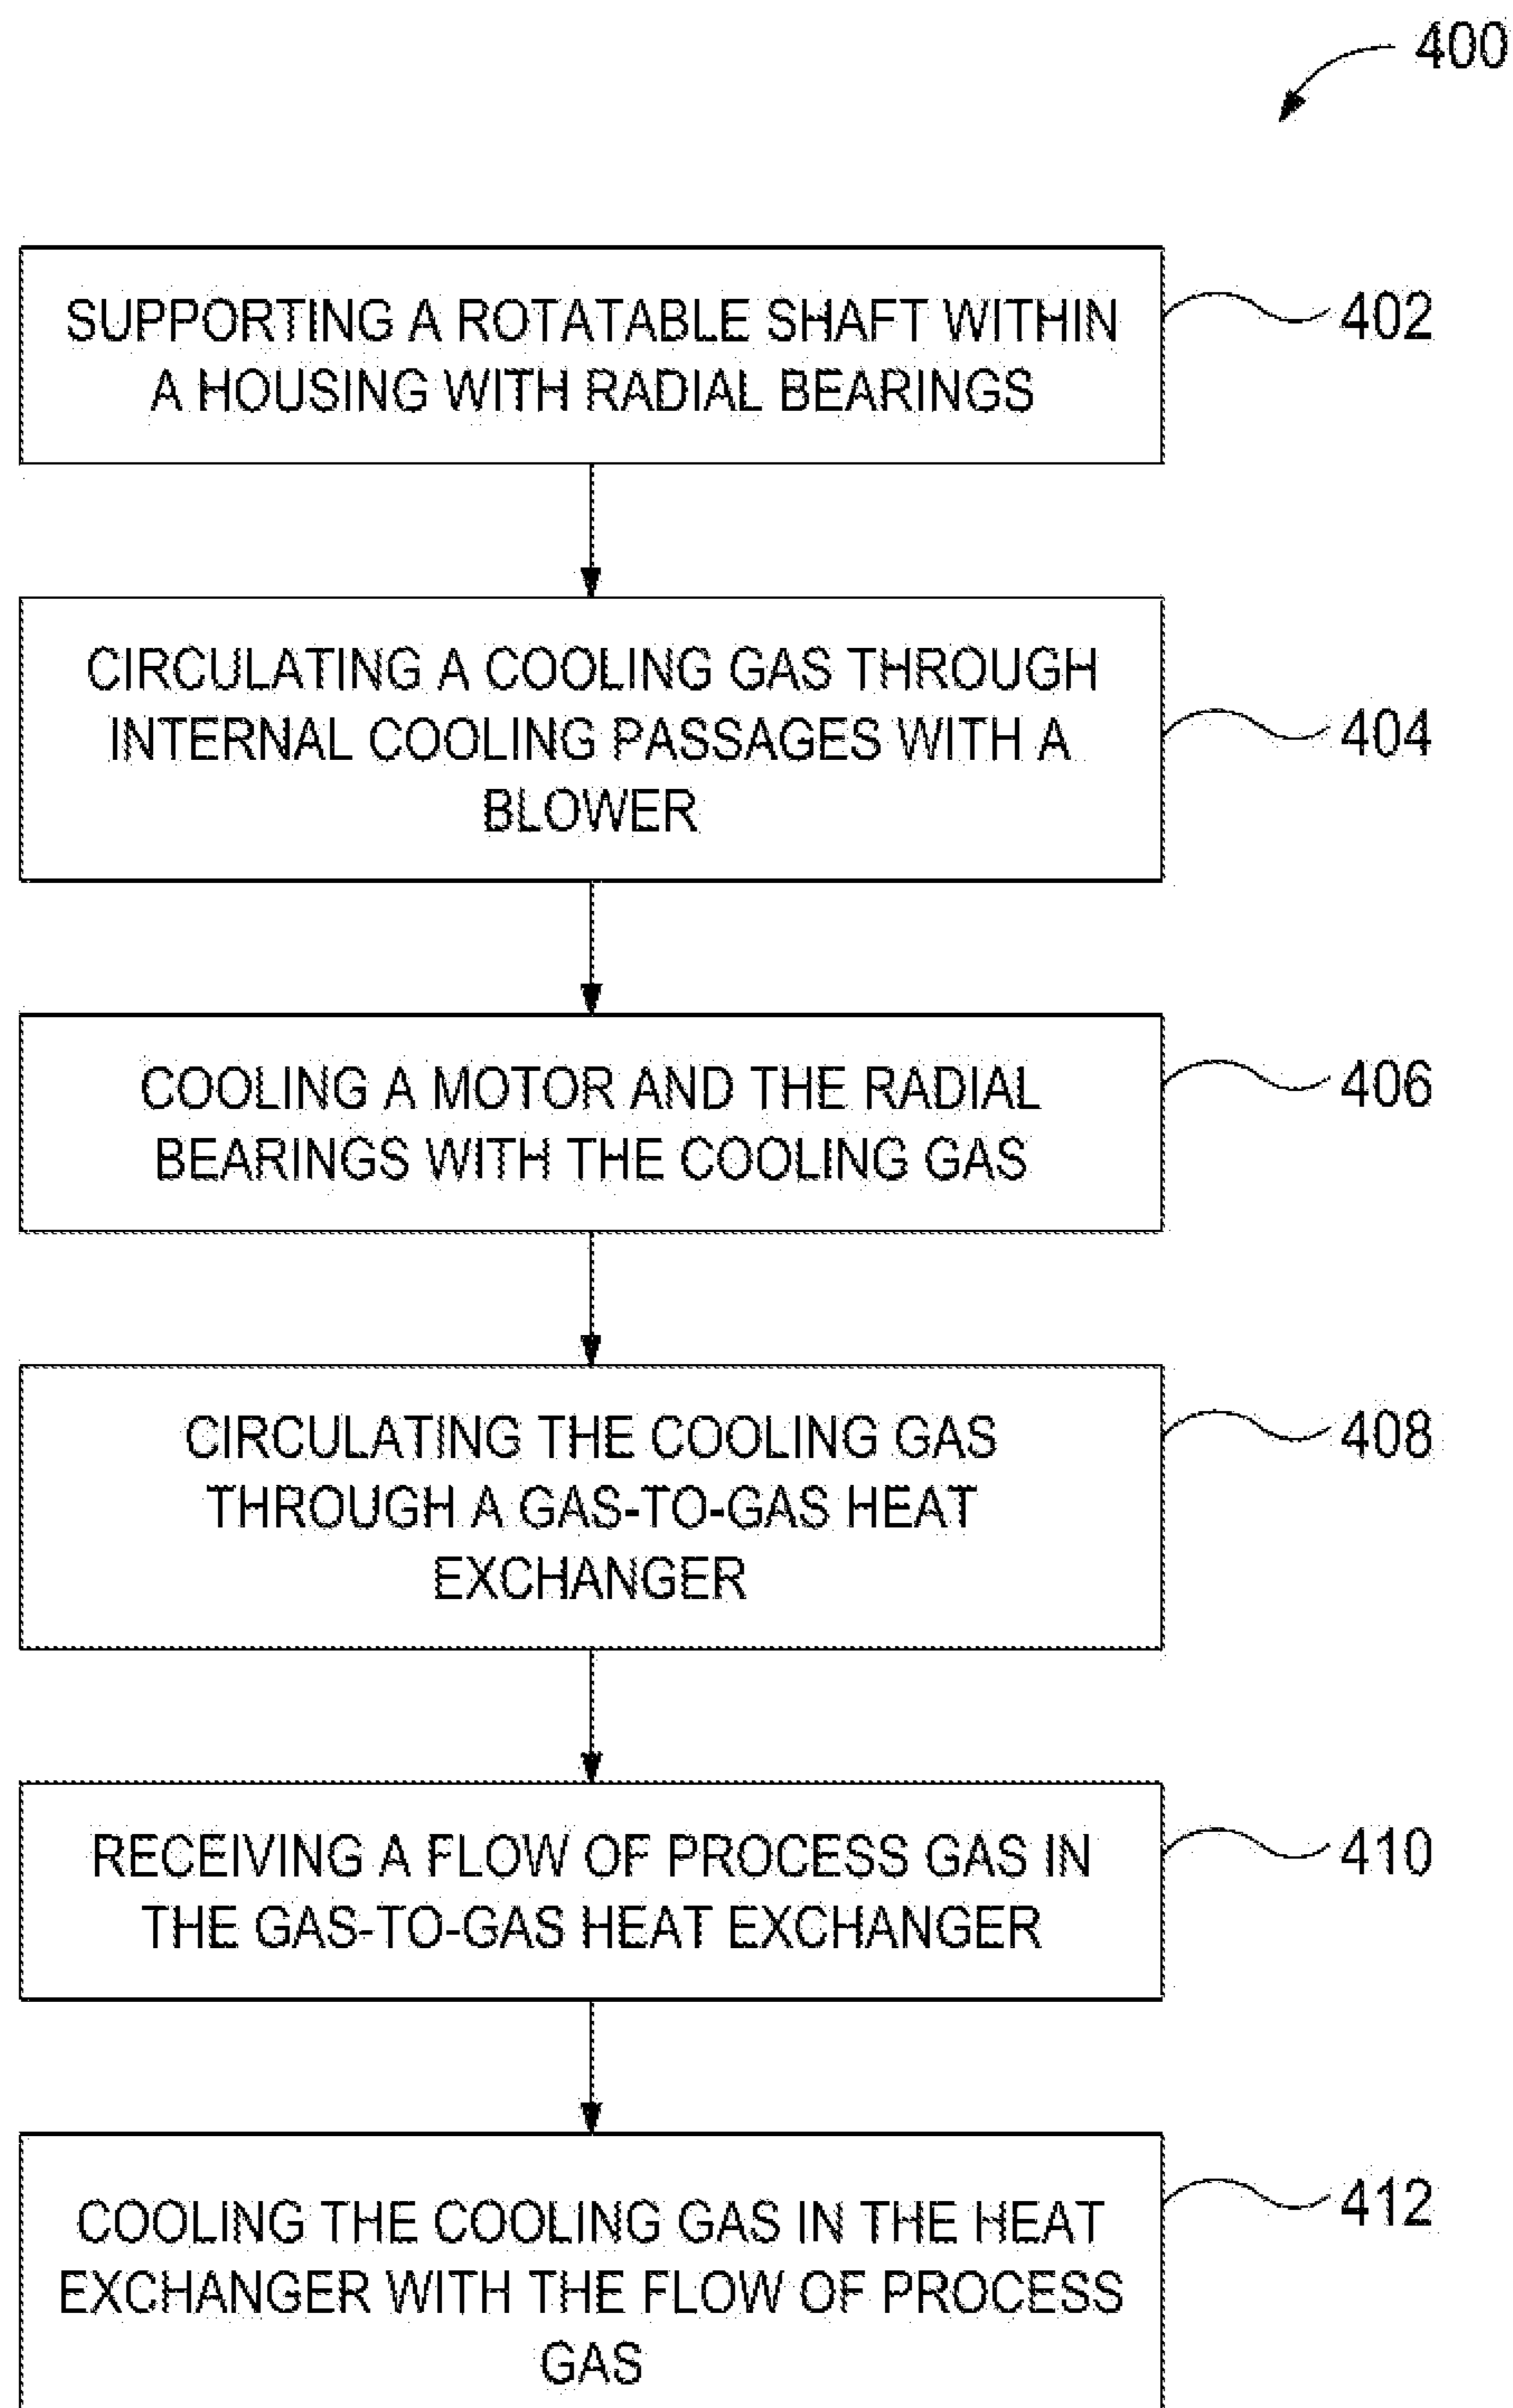 400
SUPPORTING A ROTATABLE SHAFT WITHIN
A HOUSING WITH RADIAL BEARINGS
402
CIRCULATING A COOLING GAS THROUGH
INTERNAL COOLING PASSAGES WITH A
BLOWER
404
COOLING A MOTOR AND THE RADIAL
BEARINGS WITH THE COOLING GAS
406
CIRCULATING THE COOLING GAS
THROUGH A GAS-TO-GAS HEAT
EXCHANGER
408
RECEIVING A FLOW OF PROCESS GAS IN
THE GAS-TO-GAS HEAT EXCHANGER
410
COOLING THE COOLING GAS IN THE HEAT
EXCHANGER WITH THE FLOW OF PROCESS
GAS
412